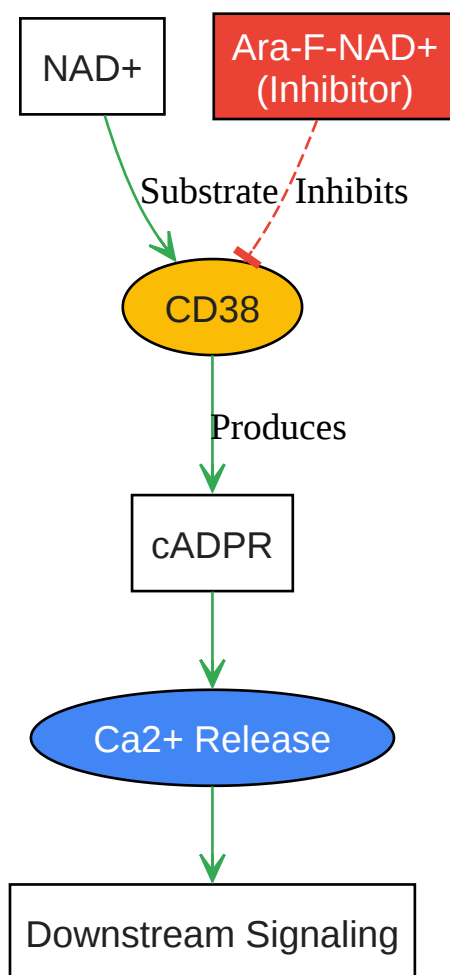 NAD+
Ara-F-NAD+
(Inhibitor)
Substrate
Inhibits
CD38
Produces
cADPR
Ca2+ Release
Downstream Signaling